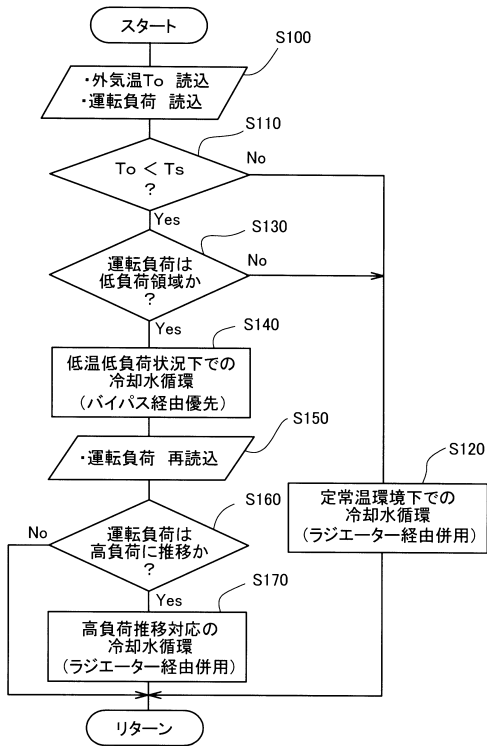 スタート
S100
・外気温To 読込
・運転負荷 読込
S110
To < Ts
?
No
Yes
S130
運転負荷は
低負荷領域か
?
No
Yes
S140
低温低負荷状況下での
冷却水循環
(バイパス経由優先)
S150
・運転負荷 再読込
S120
定常温環境下での
冷却水循環
(ラジエーター経由併用)
S160
運転負荷は
高負荷に推移か
?
No
Yes
S170
高負荷推移対応の
冷却水循環
(ラジエーター経由併用)
リターン